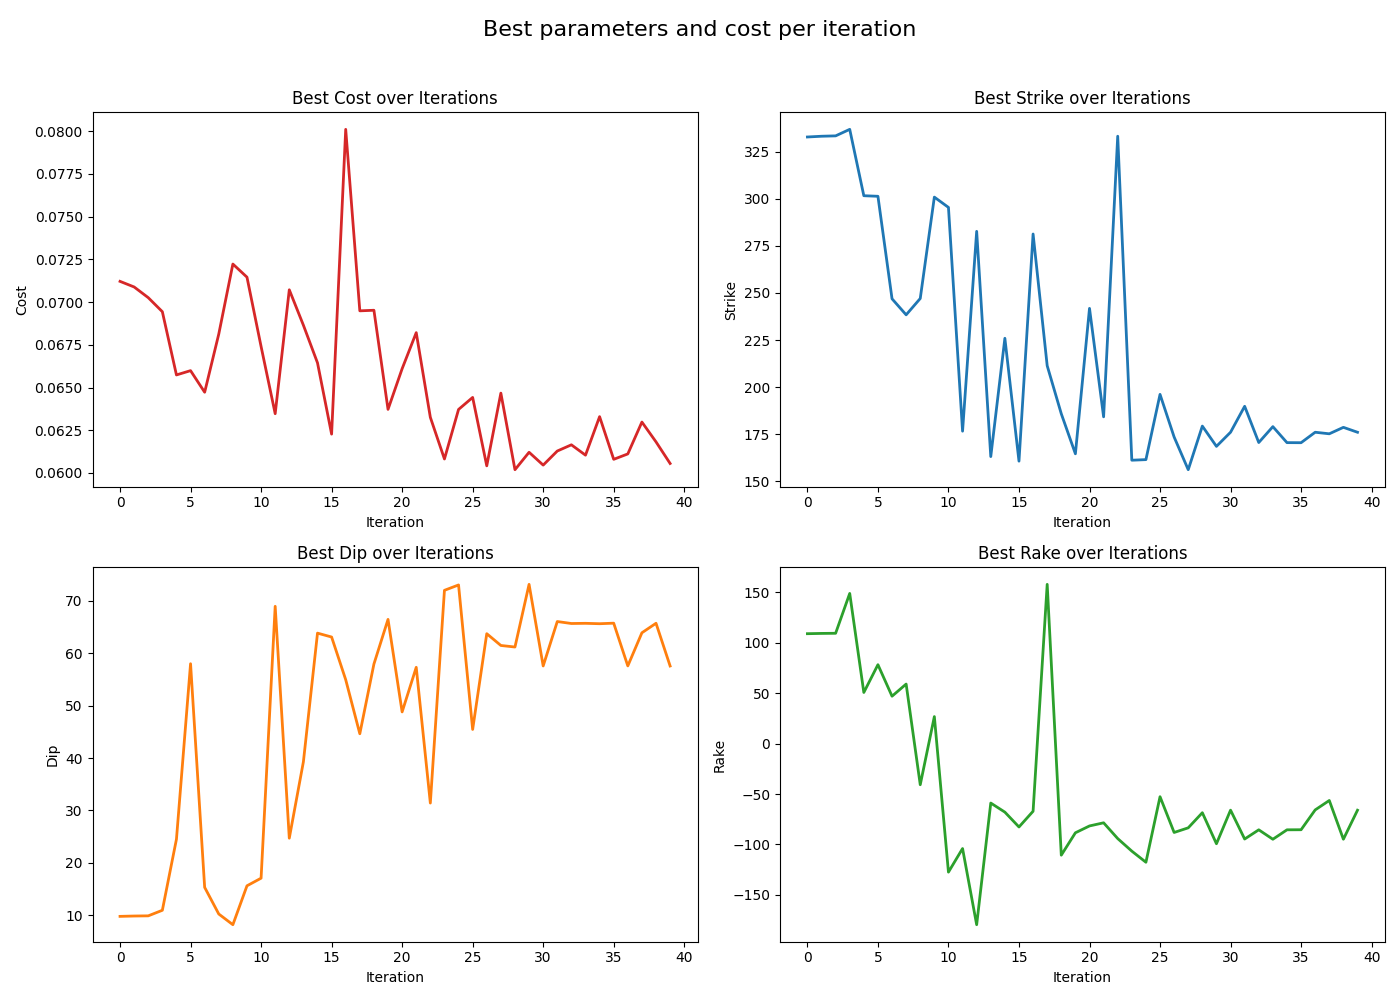 Best parameters and cost per iteration
Best Cost over Iterations
0.0800
0.0775
0.0750
0.0725
0.0700
0.0675
0.0650
0.0625
0.0600
Cost
0 5 10 15 20 25 30 35 40
Iteration
Best Strike over Iterations
325
300
275
250
225
200
175
150
Strike
0 5 10 15 20 25 30 35 40
Iteration
Best Dip over Iterations
70
60
50
40
30
20
10
Dip
0 5 10 15 20 25 30 35 40
Iteration
Best Rake over Iterations
150
100
50
0
−50
−100
−150
Rake
0 5 10 15 20 25 30 35 40
Iteration